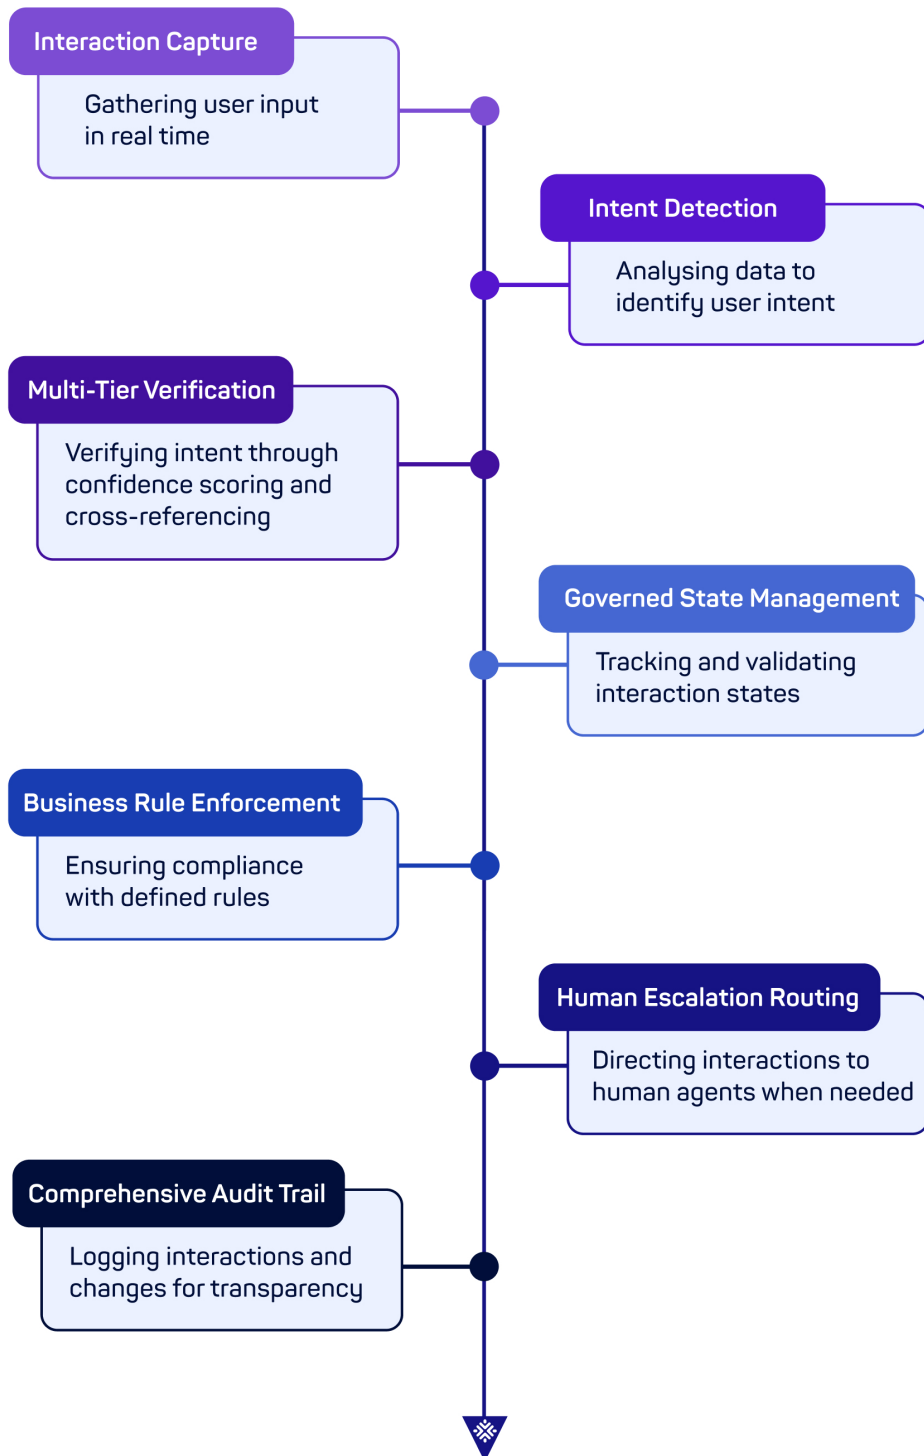 Interaction Capture
Gathering user input
in real time
Intent Detection
Analysing data to
identify user intent
Multi-Tier Verification
Verifying intent through
confidence scoring and
cross-referencing
Governed State Management
Tracking and validating
interaction states
Business Rule Enforcement
Ensuring compliance
with defined rules
Human Escalation Routing
Directing interactions to
human agents when needed
Comprehensive Audit Trail
Logging interactions and
changes for transparency